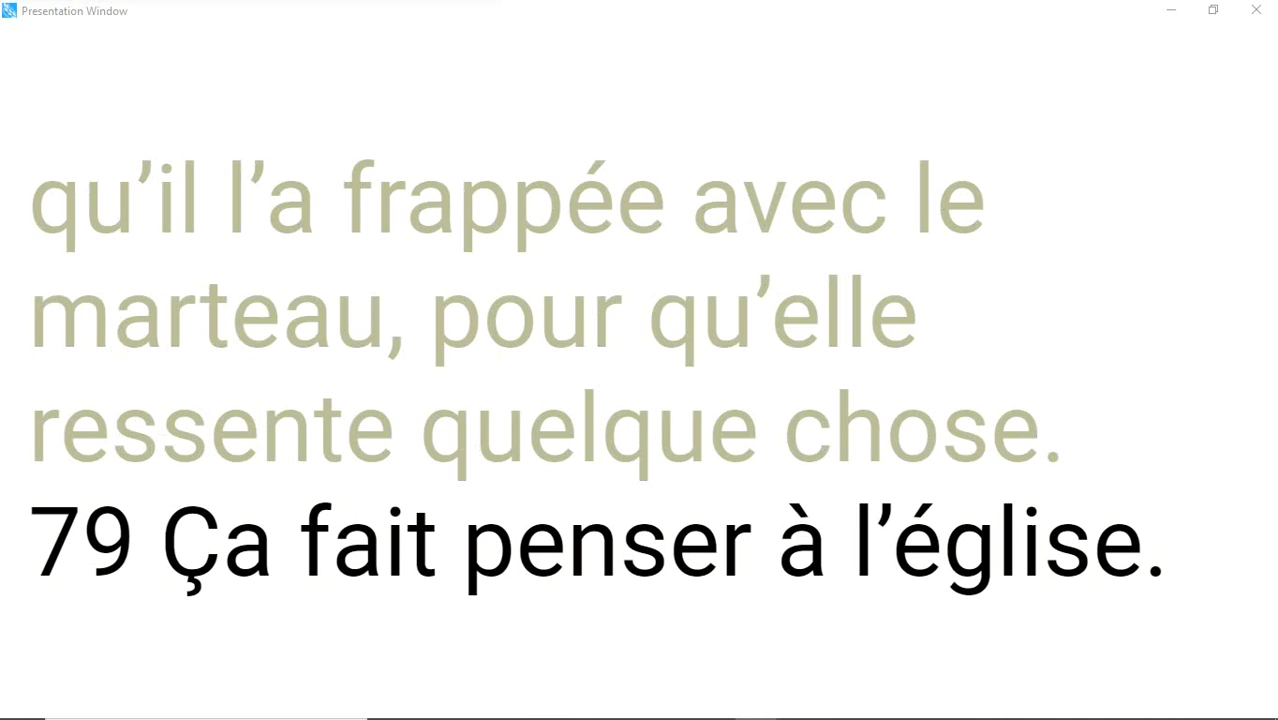 Presentation Window
qu’il l’a frappée avec le
marteau, pour qu’elle
ressente quelque chose.
79 Ça fait penser à l’église.